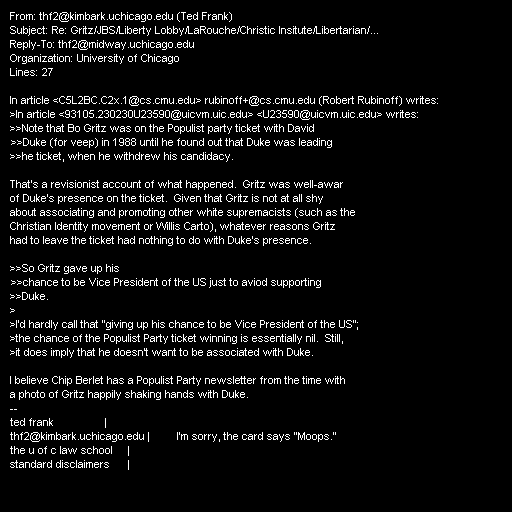 From: thf2@kimbark.uchicago.edu (Ted Frank)
Subject: Re: Gritz/JBS/Liberty Lobby/LaRouche/Christic Insitute/Libertarian/...
Reply-To: thf2@midway.uchicago.edu
Organization: University of Chicago
Lines: 27

In article <C5L2BC.C2x.1@cs.cmu.edu> rubinoff+@cs.cmu.edu (Robert Rubinoff) writes:
>In article <93105.230230U23590@uicvm.uic.edu> <U23590@uicvm.uic.edu> writes:
>>Note that Bo Gritz was on the Populist party ticket with David
>>Duke (for veep) in 1988 until he found out that Duke was leading
>>he ticket, when he withdrew his candidacy.

That's a revisionist account of what happened.  Gritz was well-awar
of Duke's presence on the ticket.  Given that Gritz is not at all shy
about associating and promoting other white supremacists (such as the
Christian Identity movement or Willis Carto), whatever reasons Gritz
had to leave the ticket had nothing to do with Duke's presence.

>>So Gritz gave up his
>>chance to be Vice President of the US just to aviod supporting
>>Duke.
>
>I'd hardly call that "giving up his chance to be Vice President of the US";
>the chance of the Populist Party ticket winning is essentially nil.  Still,
>it does imply that he doesn't want to be associated with Duke.

I believe Chip Berlet has a Populist Party newsletter from the time with
a photo of Gritz happily shaking hands with Duke.
--
ted frank                 |
thf2@kimbark.uchicago.edu |         I'm sorry, the card says "Moops."
the u of c law school     |
standard disclaimers      |